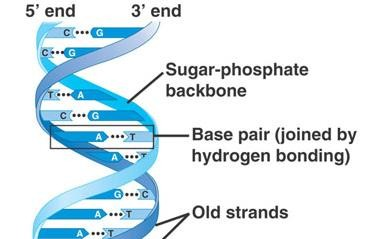 5' end 3' end
C G
C G
Sugar-phosphate
backbone
T A
C G
A T
Base pair (joined by
hydrogen bonding)
A T
G C
A T
Old strands
A T